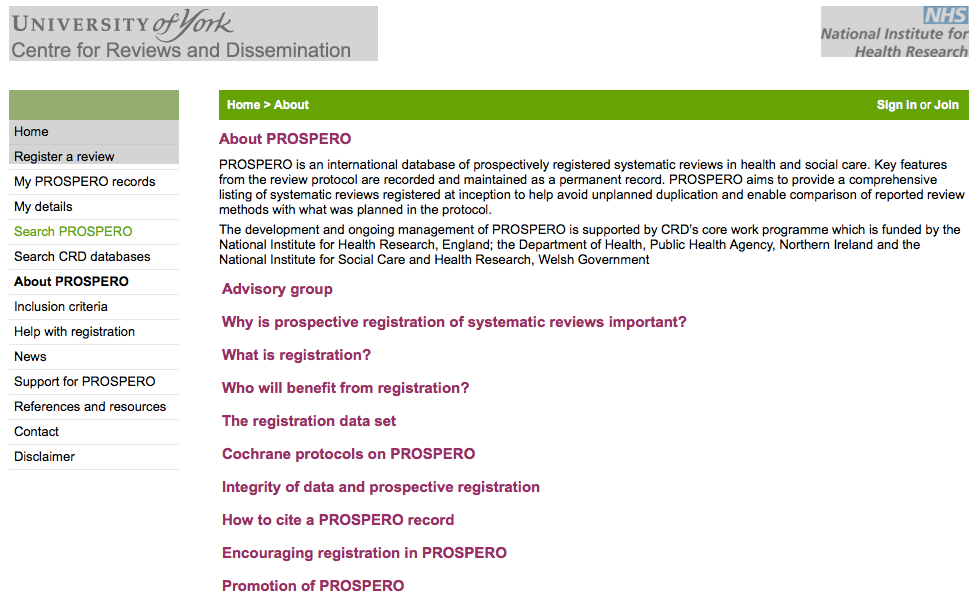 UNIVERSITY of York
Centre for Reviews and Dissemination
NHS
National Institute for
Health Research
Home
Register a review
My PROSPERO records
My details
Search PROSPERO
Search CRD databases
About PROSPERO
Inclusion criteria
Help with registration
News
Support for PROSPERO
References and resources
Contact
Disclaimer
Home > About
Sign in or Join
About PROSPERO
PROSPERO is an international database of prospectively registered systematic reviews in health and social care. Key features
from the review protocol are recorded and maintained as a permanent record. PROSPERO aims to provide a comprehensive
listing of systematic reviews registered at inception to help avoid unplanned duplication and enable comparison of reported review
methods with what was planned in the protocol.
The development and ongoing management of PROSPERO is supported by CRD's core work programme which is funded by the
National Institute for Health Research, England; the Department of Health, Public Health Agency, Northern Ireland and the
National Institute for Social Care and Health Research, Welsh Government
Advisory group
Why is prospective registration of systematic reviews important?
What is registration?
Who will benefit from registration?
The registration data set
Cochrane protocols on PROSPERO
Integrity of data and prospective registration
How to cite a PROSPERO record
Encouraging registration in PROSPERO
Promotion of PROSPERO